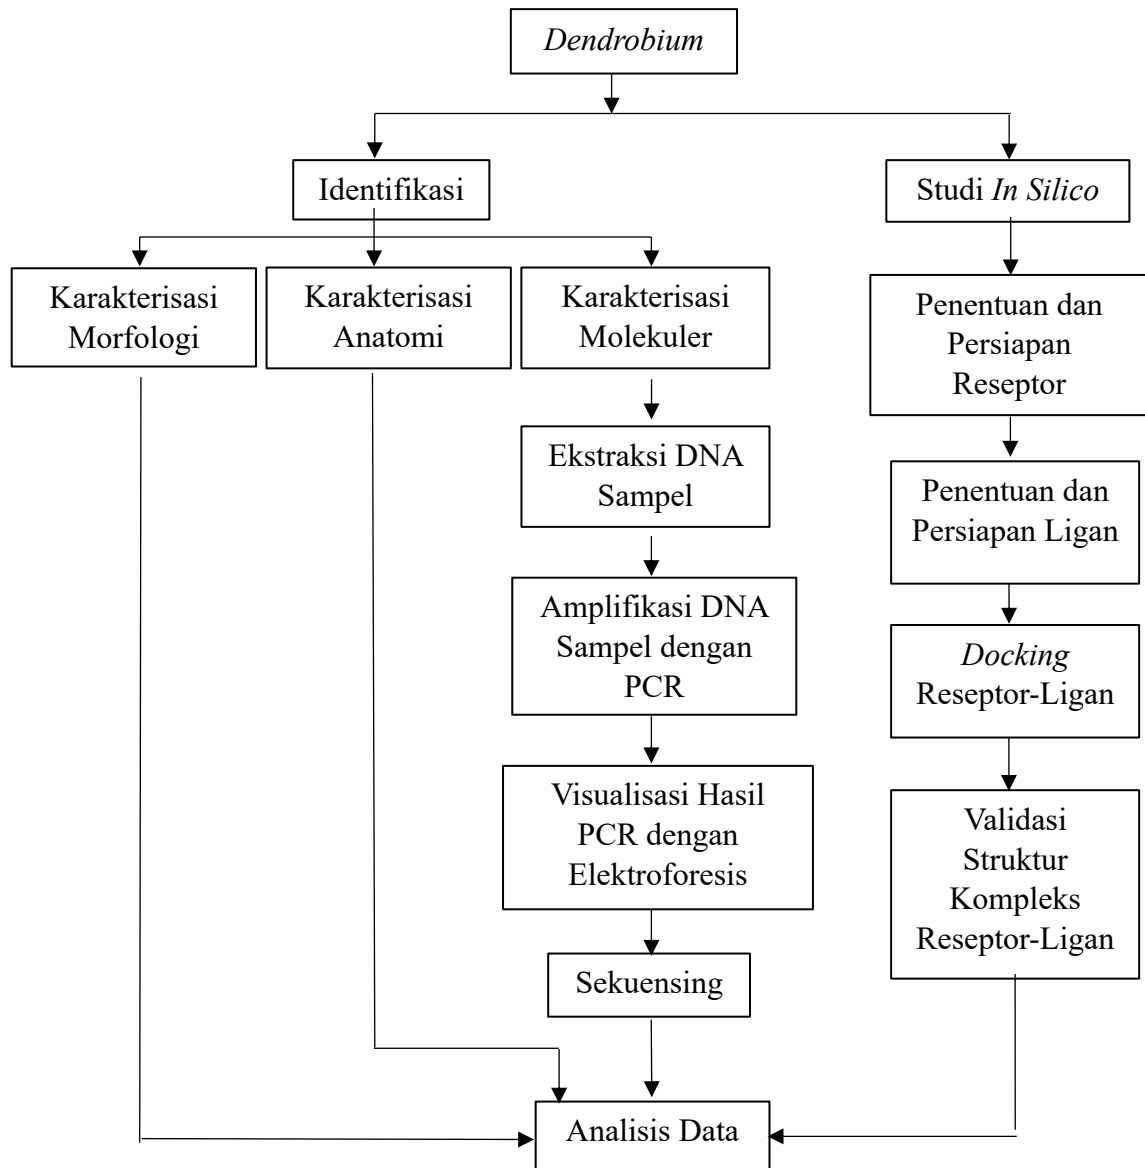 Dendrobium
Identifikasi
Studi In Silico
Karakterisasi
Morfologi
Karakterisasi
Anatomi
Karakterisasi
Molekuler
Penentuan dan
Persiapan
Reseptor
Ekstraksi DNA
Sampel
Penentuan dan
Persiapan Ligan
Amplifikasi DNA
Sampel dengan
PCR
Docking
Reseptor-Ligan
Visualisasi Hasil
PCR dengan
Elektroforesis
Validasi
Struktur
Kompleks
Reseptor-Ligan
Sekuensing
Analisis Data